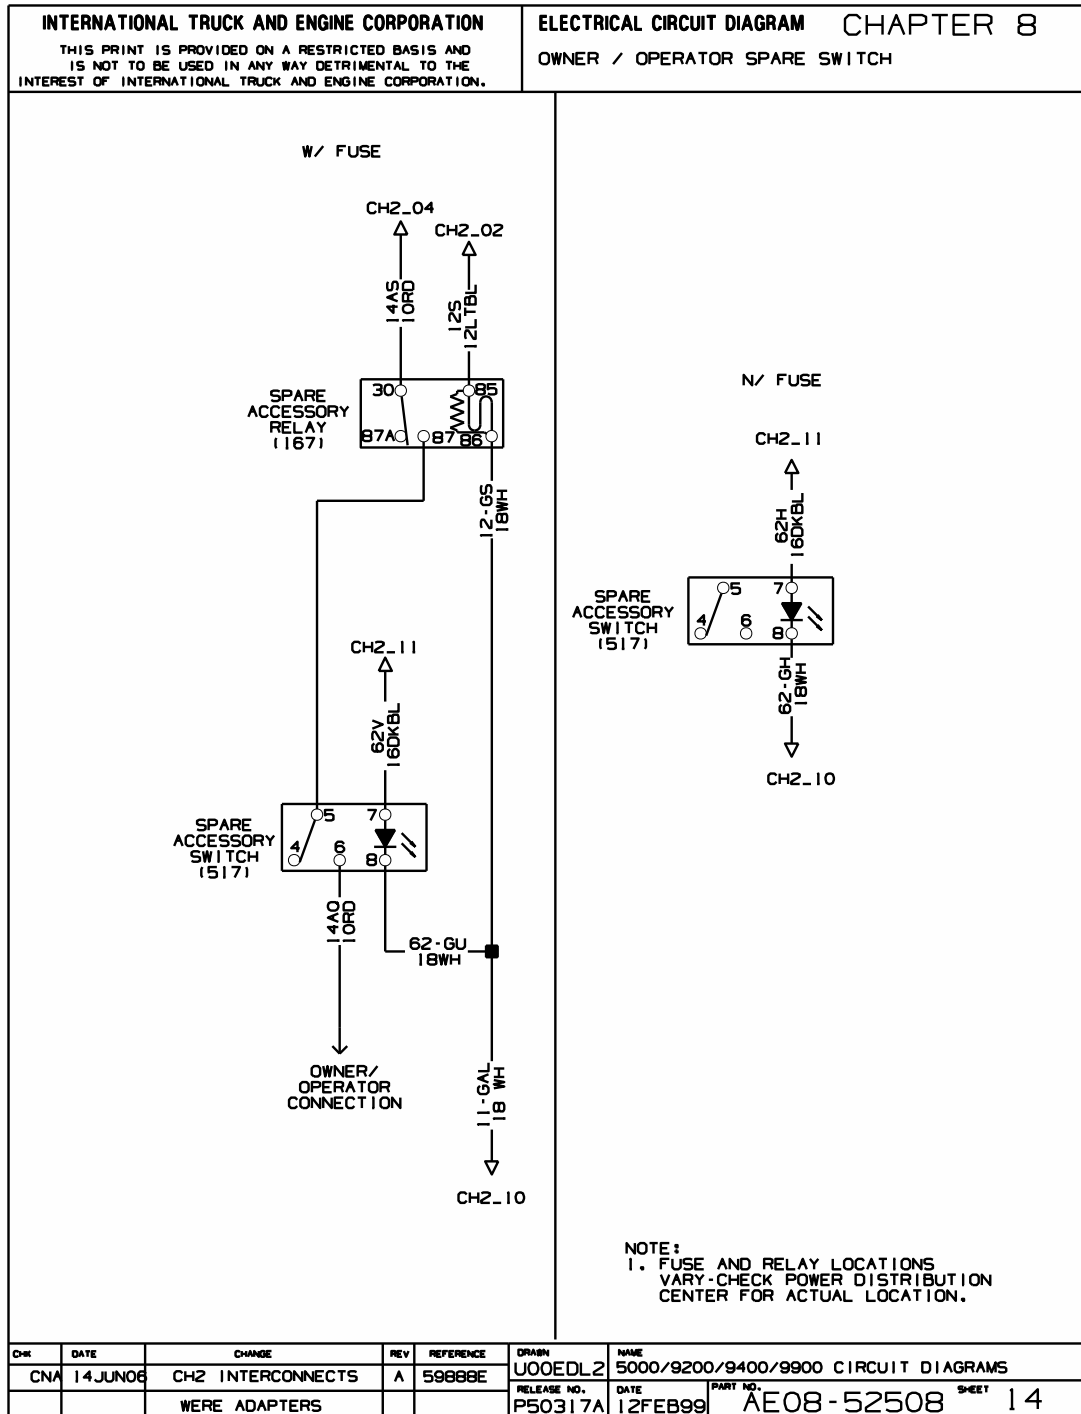 INTERNATIONAL TRUCK AND ENGINE CORPORATION
THIS PRINT IS PROVIDED ON A RESTRICTED BASIS AND
IS NOT TO BE USED IN ANY WAY DETRIMENTAL TO THE
INTEREST OF INTERNATIONAL TRUCK AND ENGINE CORPORATION.
ELECTRICAL CIRCUIT DIAGRAM CHAPTER 8
OWNER / OPERATOR SPARE SWITCH
W/ FUSE
CH2_04
CH2_02
14AS
10RD
12S
12LTBL
SPARE
ACCESSORY
RELAY
(167)
30
85
87A
87
86
12-GS
18WH
CH2_11
62V
16DKBL
SPARE
ACCESSORY
SWITCH
(517)
5
7
4
6
8
14AQ
10RD
62-GU
18WH
OWNER/
OPERATOR
CONNECTION
11-GAL
18 WH
CH2_10
N/ FUSE
CH2_11
62H
16DKBL
SPARE
ACCESSORY
SWITCH
(517)
5
7
4
6
8
62-GH
18WH
CH2_10
NOTE:
1. FUSE AND RELAY LOCATIONS
VARY-CHECK POWER DISTRIBUTION
CENTER FOR ACTUAL LOCATION.
CHK DATE CHANGE REV REFERENCE
CNA 14JUN06 CH2 INTERCONNECTS A 59888E
WERE ADAPTERS
DRAWN
U00EDL2
NAME
5000/9200/9400/9900 CIRCUIT DIAGRAMS
RELEASE NO.
P50317A
DATE
12FEB99
PART NO.
AE08-52508
SHEET
14